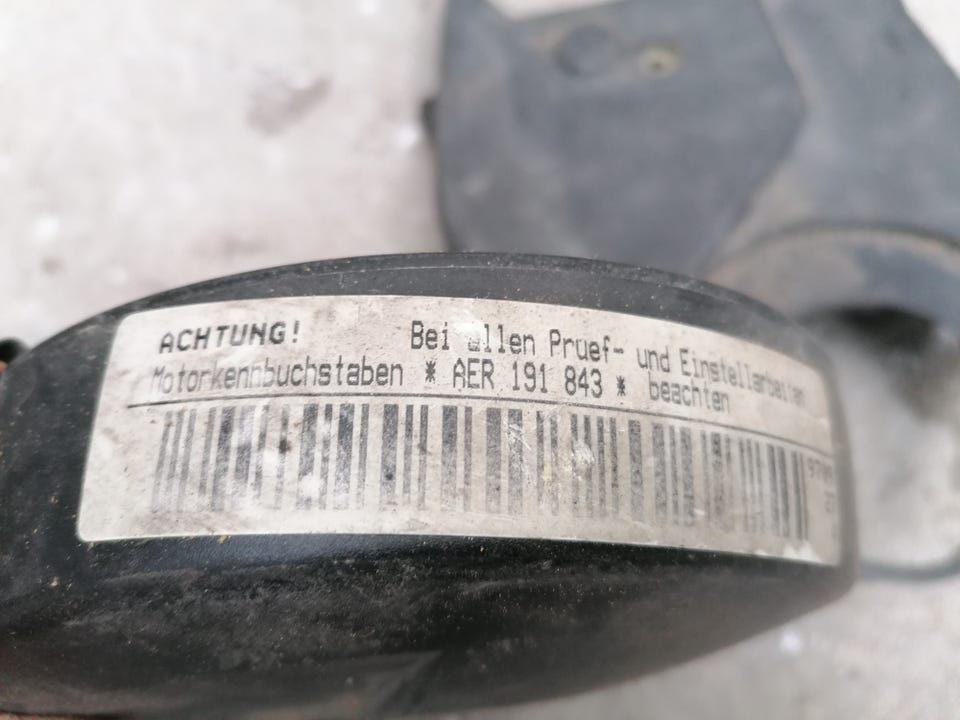 ACHTUNG! Bei allen Pruef- und Einstellarbeiten
Motorkennbuchstaben * AER 191 843 * beachten